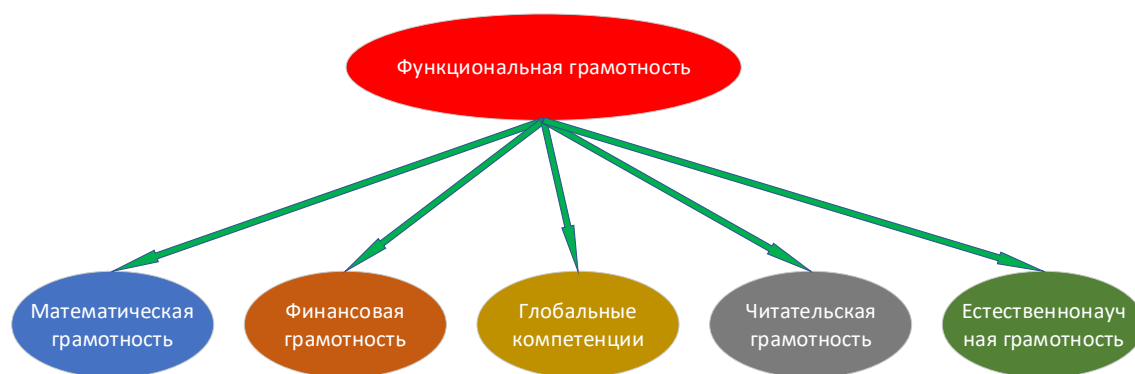 Функциональная грамотность
Математическая
грамотность
Финансовая
грамотность
Глобальные
компетенции
Читательская
грамотность
Естественнонауч
ная грамотность